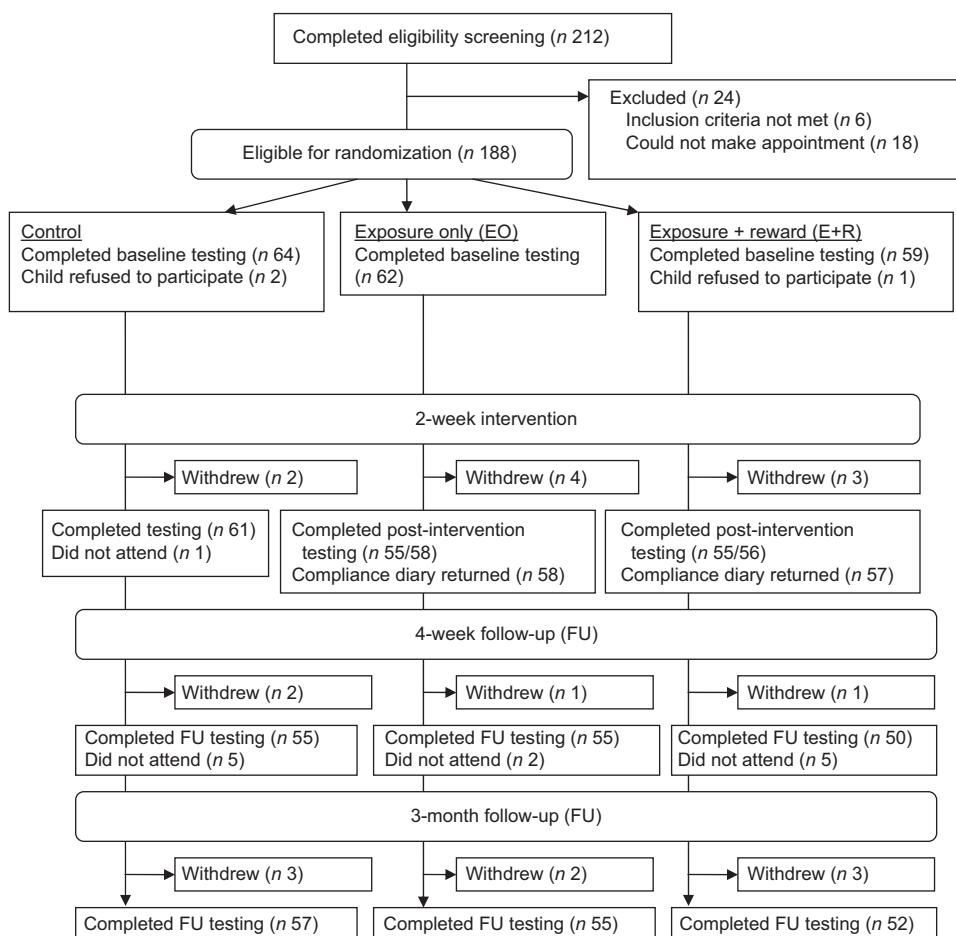 Completed eligibility screening (n 212)
Excluded (n 24)
Inclusion criteria not met (n 6)
Could not make appointment (n 18)
Eligible for randomization (n 188)
Control
Completed baseline testing (n 64)
Child refused to participate (n 2)
Exposure only (EO)
Completed baseline testing
(n 62)
Exposure + reward (E+R)
Completed baseline testing (n 59)
Child refused to participate (n 1)
2-week intervention
Withdrew (n 2)
Withdrew (n 4)
Withdrew (n 3)
Completed testing (n 61)
Did not attend (n 1)
Completed post-intervention
testing (n 55/58)
Compliance diary returned (n 58)
Completed post-intervention
testing (n 55/56)
Compliance diary returned (n 57)
4-week follow-up (FU)
Withdrew (n 2)
Withdrew (n 1)
Withdrew (n 1)
Completed FU testing (n 55)
Did not attend (n 5)
Completed FU testing (n 55)
Did not attend (n 2)
Completed FU testing (n 50)
Did not attend (n 5)
3-month follow-up (FU)
Withdrew (n 3)
Withdrew (n 2)
Withdrew (n 3)
Completed FU testing (n 57)
Completed FU testing (n 55)
Completed FU testing (n 52)